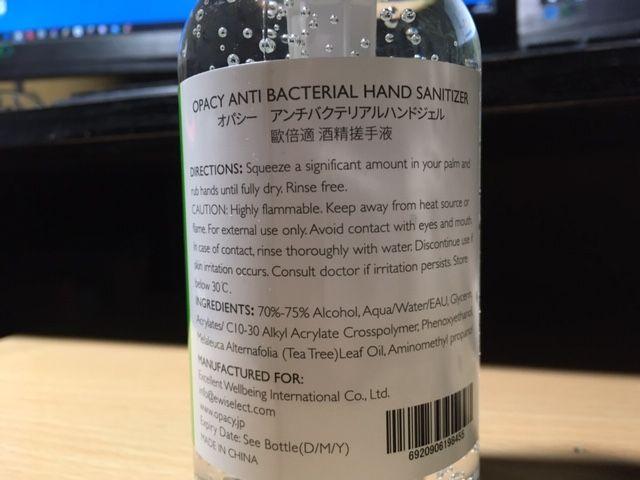 OPACY ANTI BACTERIAL HAND SANITIZER
オパシー アンチバクテリアルハンドジェル
歐倍適 酒精搓手液
DIRECTIONS: Squeeze a significant amount in your palm and
rub hands until fully dry. Rinse free.
CAUTION: Highly flammable. Keep away from heat source or
flame. For external use only. Avoid contact with eyes and mouth.
In case of contact, rinse thoroughly with water. Discontinue use if
skin irritation occurs. Consult doctor if irritation persists. Store
below 30℃.
INGREDIENTS: 70%-75% Alcohol, Aqua/Water/EAU, Glycerin,
Acrylates/ C10-30 Alkyl Acrylate Crosspolymer, Phenoxyethanol,
Melaleuca Alternafolia (Tea Tree)Leaf Oil, Aminomethyl propanol
MANUFACTURED FOR:
Excellent Wellbeing International Co., Ltd.
info@ewiselect.com
www.opacy.jp
Expiry Date: See Bottle(D/M/Y)
MADE IN CHINA
6920906198455